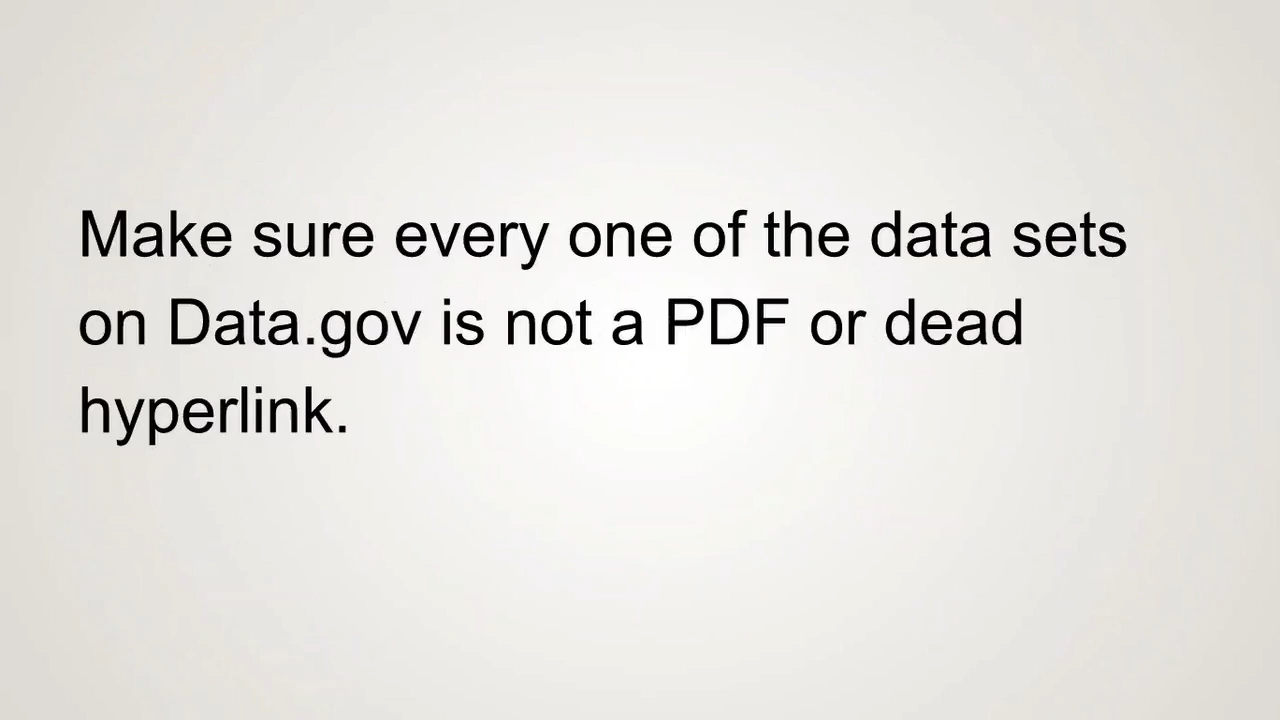 Make sure every one of the data sets
on Data.gov is not a PDF or dead
hyperlink.